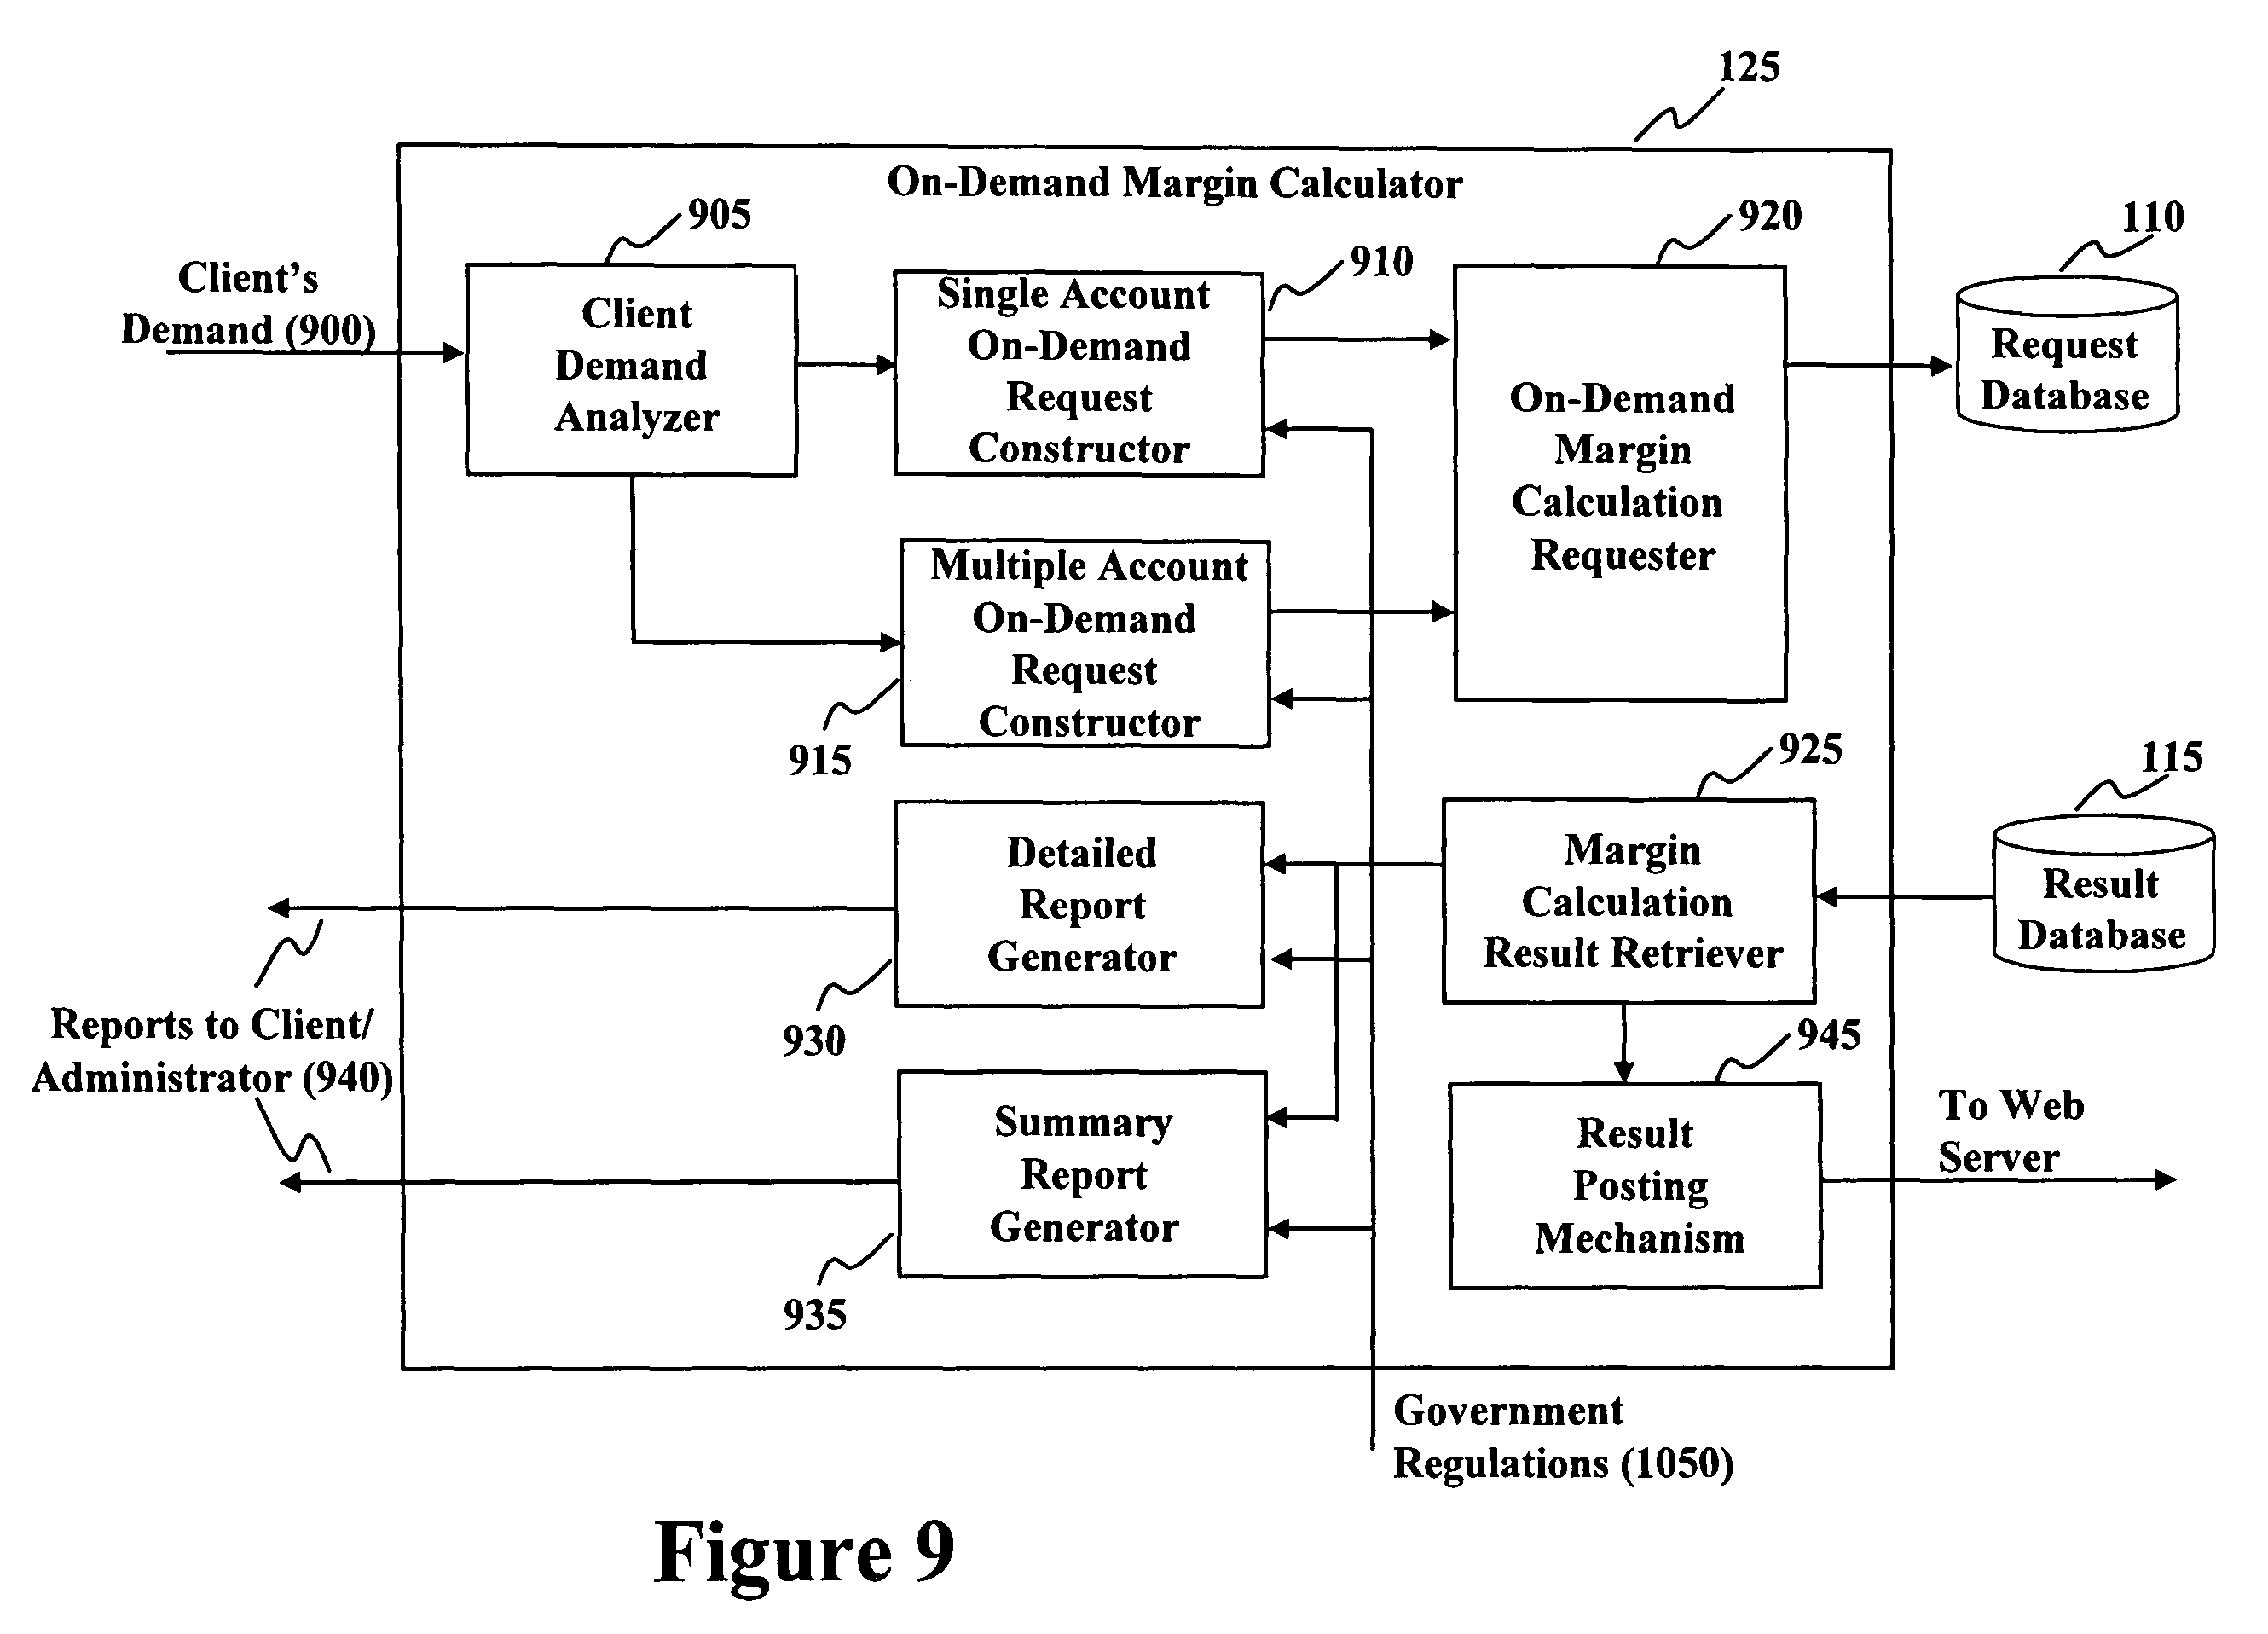 125
On-Demand Margin Calculator
905
920
110
910
Client's
Demand (900)
Client
Demand
Analyzer
Single Account
On-Demand
Request
Constructor
On-Demand
Margin
Calculation
Requester
Request
Database
Multiple Account
On-Demand
Request
Constructor
915
925
115
Detailed
Report
Generator
930
Margin
Calculation
Result Retriever
Result
Database
Reports to Client/
Administrator (940)
945
Summary
Report
Generator
935
Result
Posting
Mechanism
To Web
Server
Government
Regulations (1050)
Figure 9